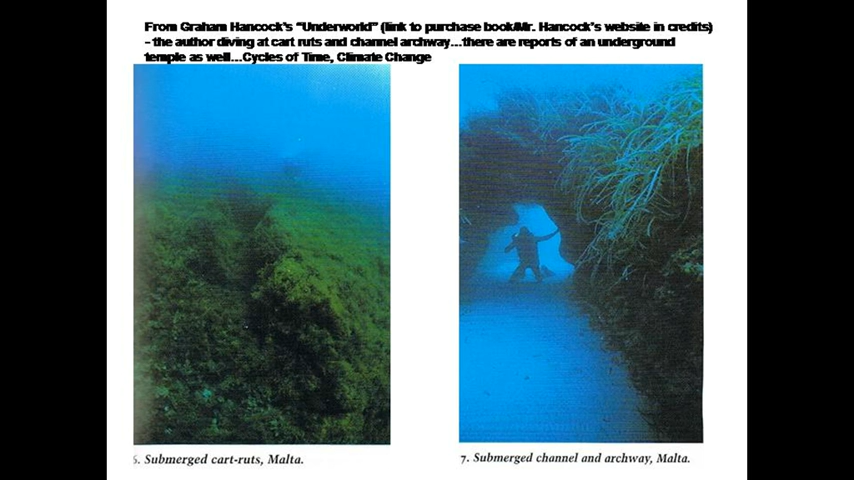 From Graham Hancock's "Underworld" (link to purchase book/Mr. Hancock's website in credits)
– the author diving at cart ruts and channel archway...there are reports of an underground
temple as well...Cycles of Time, Climate Change
6. Submerged cart-ruts, Malta.
7. Submerged channel and archway, Malta.